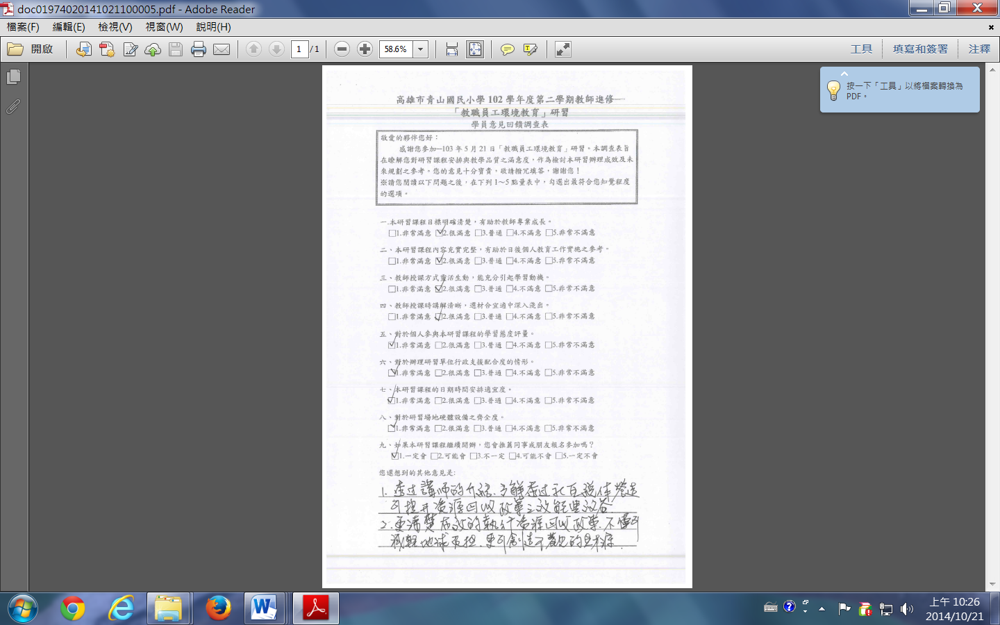 doc01974020141021100005.pdf - Adobe Reader
檔案(F) 編輯(E) 檢視(V) 視窗(W) 說明(H)
開啟 1 / 1 58.6% 工具 填寫和簽署 注釋
按一下「工具」以將檔案轉換為
PDF。
高雄市青山國民小學 102 學年度第二學期教師進修—
「教職員工環境教育」研習
學員意見回饋調查表
敬愛的夥伴您好：
感謝您參加—103 年 5 月 21 日「教職員工環境教育」研習。本調查表旨
在瞭解您對研習課程安排與教學品質之滿意度，作為檢討本研習辦理成效及未
來規劃之參考。您的意見十分寶貴，敬請撥冗填答，謝謝您！
※請您閱讀以下問題之後，在下列 1～5 點量表中，勾選出最符合您知覺程度
的選項。
一.本研習課程目標明確清楚，有助於教師專業成長。
□1.非常滿意 ☑2.很滿意 □3.普通 □4.不滿意 □5.非常不滿意
二、本研習課程內容充實完整，有助於日後個人教育工作實施之參考。
□1.非常滿意 ☑2.很滿意 □3.普通 □4.不滿意 □5.非常不滿意
三、教師授課方式靈活生動，能充分引起學習動機。
□1.非常滿意 ☑2.很滿意 □3.普通 □4.不滿意 □5.非常不滿意
四、教師授課時講解清晰，選材合宜適中深入淺出。
□1.非常滿意 ☑2.很滿意 □3.普通 □4.不滿意 □5.非常不滿意
五、對於個人參與本研習課程的學習態度評量。
☑1.非常滿意 □2.很滿意 □3.普通 □4.不滿意 □5.非常不滿意
六、對於辦理研習單位行政支援配合度的情形。
☑1.非常滿意 □2.很滿意 □3.普通 □4.不滿意 □5.非常不滿意
七、本研習課程的日期時間安排適宜度。
☑1.非常滿意 □2.很滿意 □3.普通 □4.不滿意 □5.非常不滿意
八、對於研習場地硬體設備之齊全度。
☑1.非常滿意 □2.很滿意 □3.普通 □4.不滿意 □5.非常不滿意
九、如果本研習課程繼續開辦，您會推薦同事或朋友報名參加嗎？
☑1.一定會 □2.可能會 □3.不一定 □4.可能不會 □5.一定不會
您還想到的其他意見是:
1. 透過講師的介紹、了解透過
可提升資源回收政策之效能與效益.
2. 更清楚有效的執行資源回收政策.不僅可
減輕地球負担.更可創造可觀的財源.
上午 10:26
2014/10/21